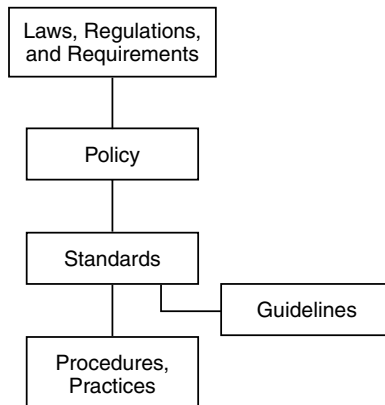 Laws, Regulations,
and Requirements
Policy
Standards
Guidelines
Procedures,
Practices